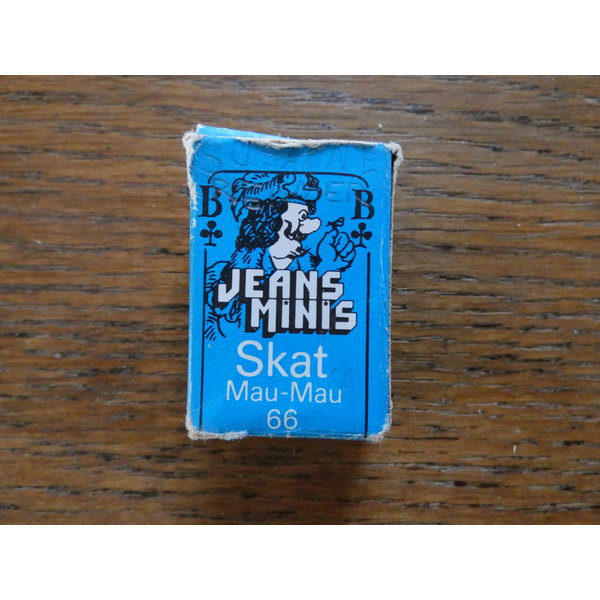 B B
JEANS
MINIS
Skat
Mau-Mau
66